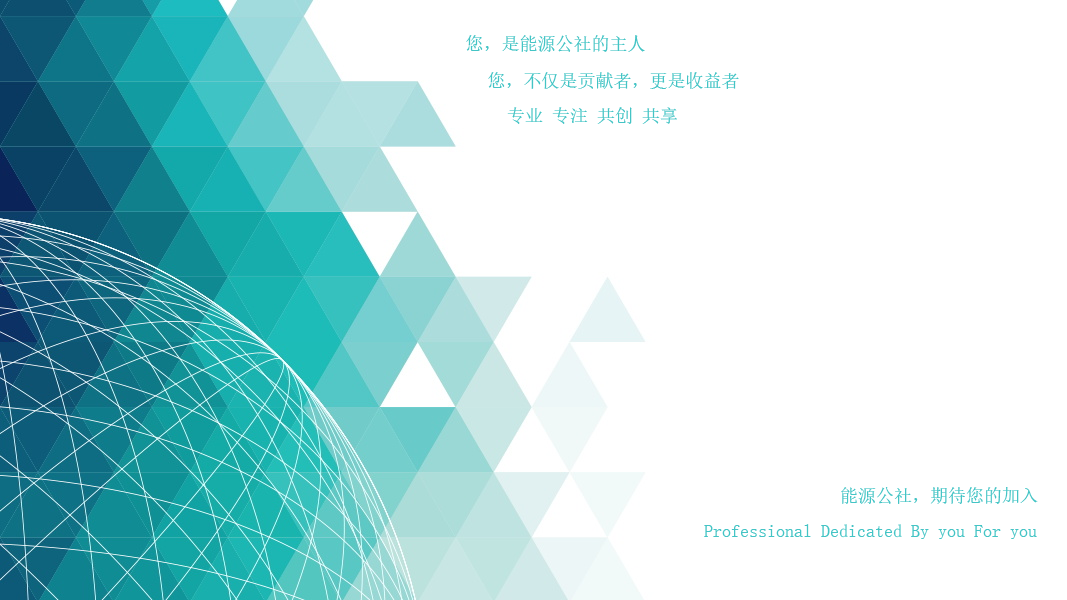 您，是能源公社的主人
您，不仅是贡献者，更是收益者
专业 专注 共创 共享
能源公社，期待您的加入
Professional Dedicated By you For you